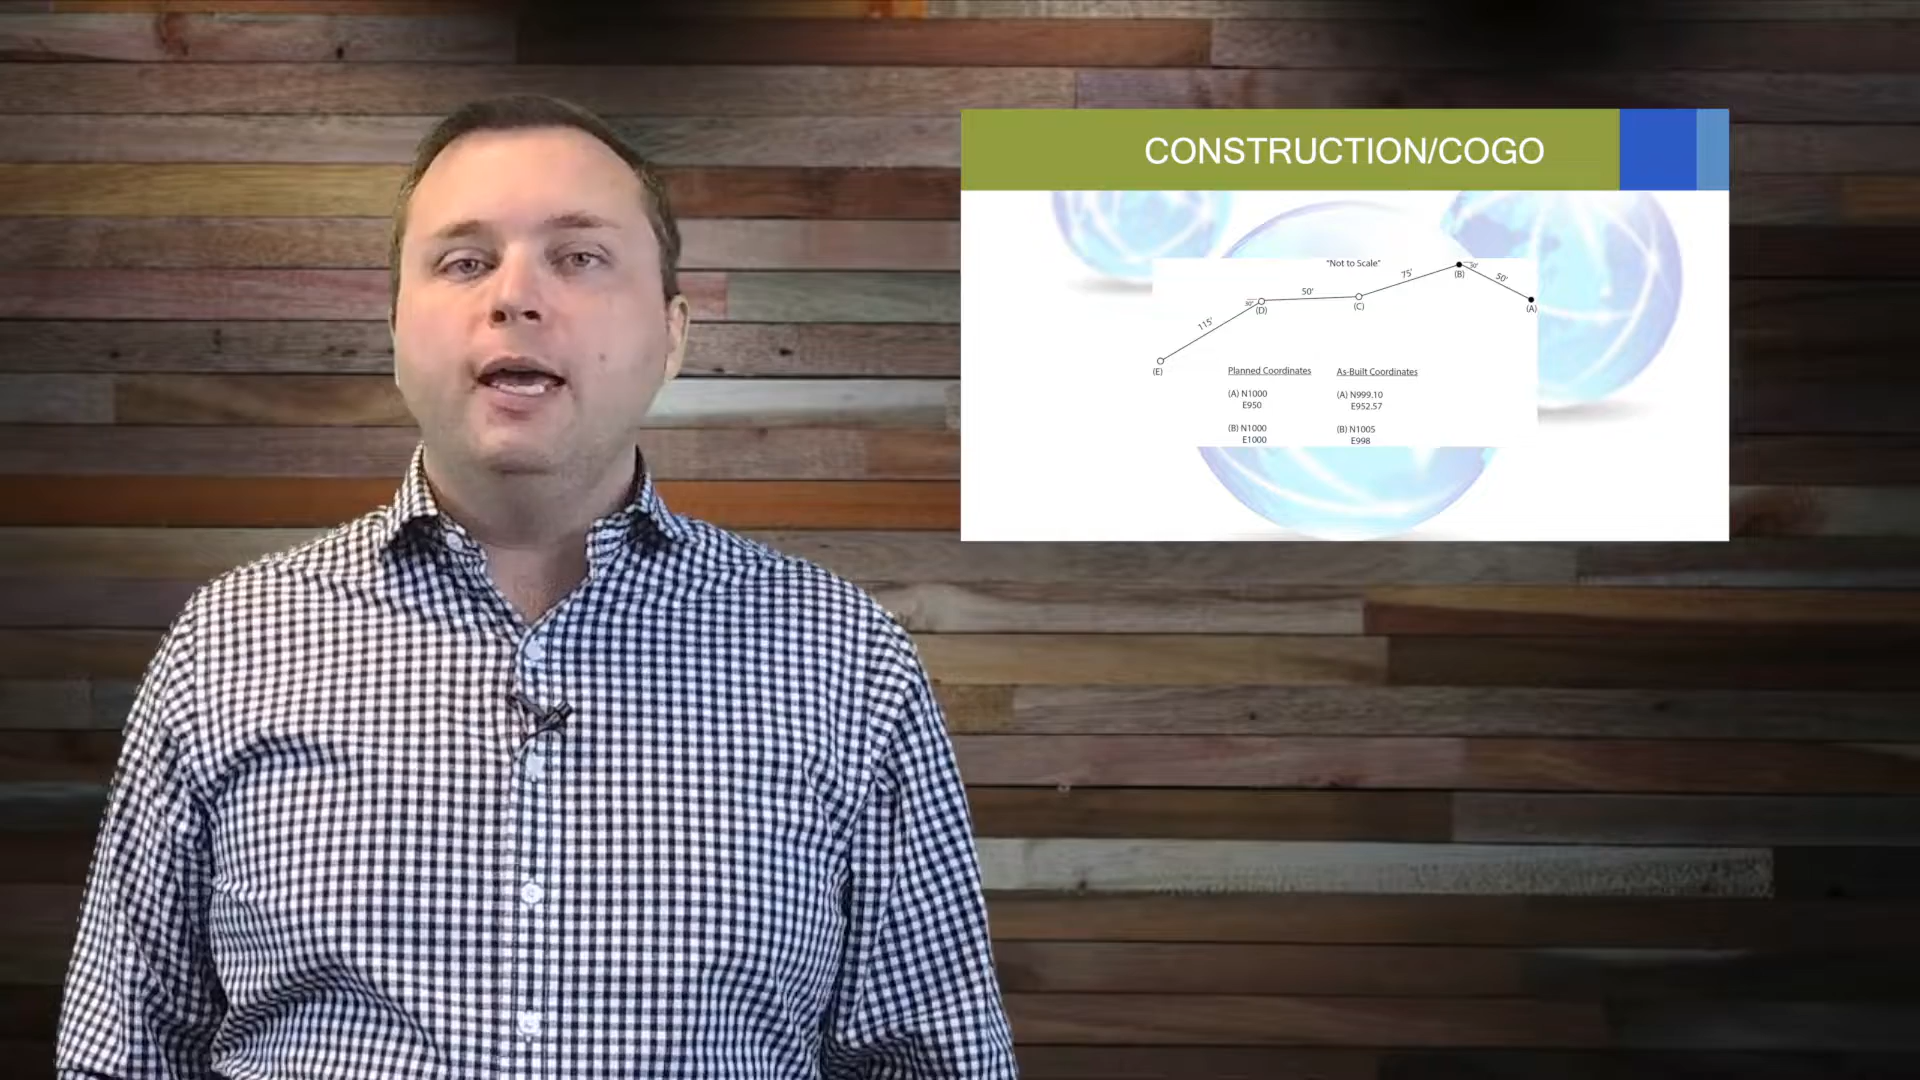 CONSTRUCTION/COGO
"Not to Scale"
75'
(B)
50'
50'
(D)
(C)
(A)
115'
(E)
Planned Coordinates
As-Built Coordinates
(A) N1000
E950
(A) N999.10
E952.57
(B) N1000
E1000
(B) N1005
E998